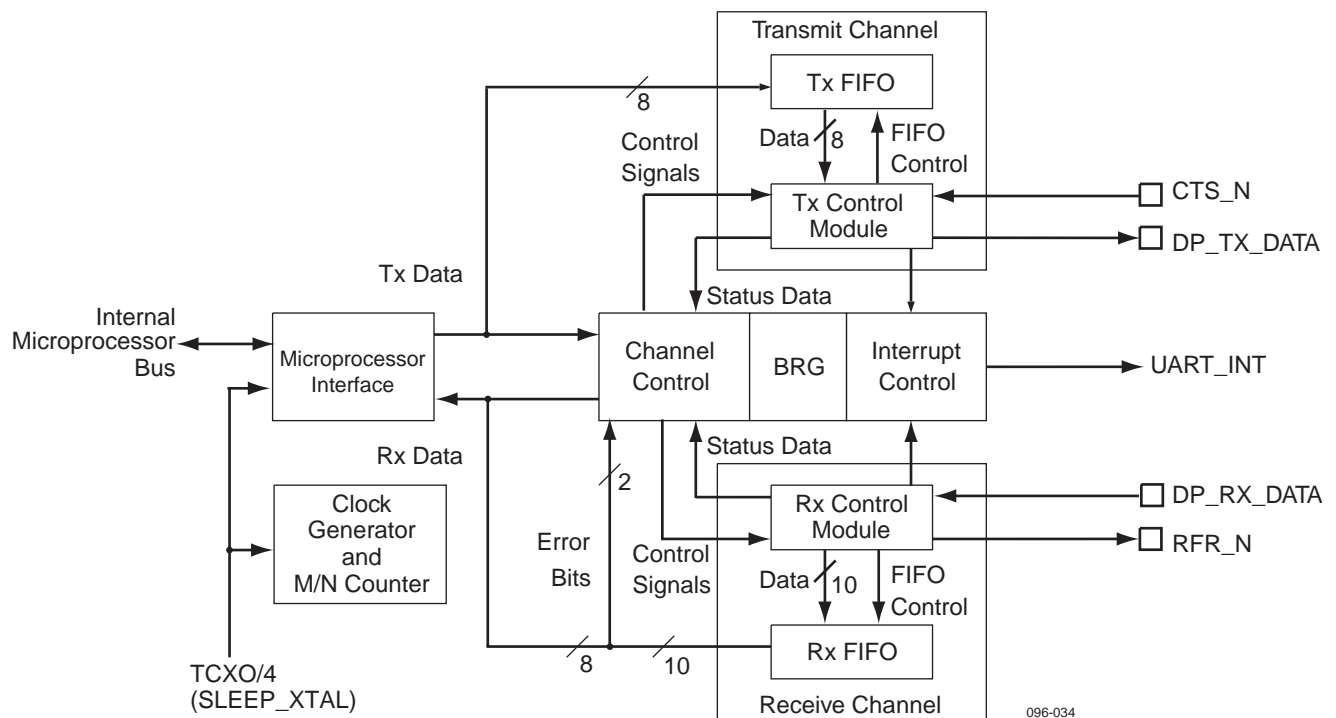 Transmit Channel
Tx FIFO
8
Control
Signals
Data
8
FIFO
Control
Tx Control
Module
CTS_N
DP_TX_DATA
Tx Data
Status Data
Internal
Microprocessor
Bus
Microprocessor
Interface
Channel
Control
BRG
Interrupt
Control
UART_INT
Rx Data
Status Data
2
Clock
Generator
and
M/N Counter
Error
Bits
Control
Signals
Rx Control
Module
DP_RX_DATA
RFR_N
Data
10
FIFO
Control
Rx FIFO
8
10
TCXO/4
(SLEEP_XTAL)
Receive Channel
096-034